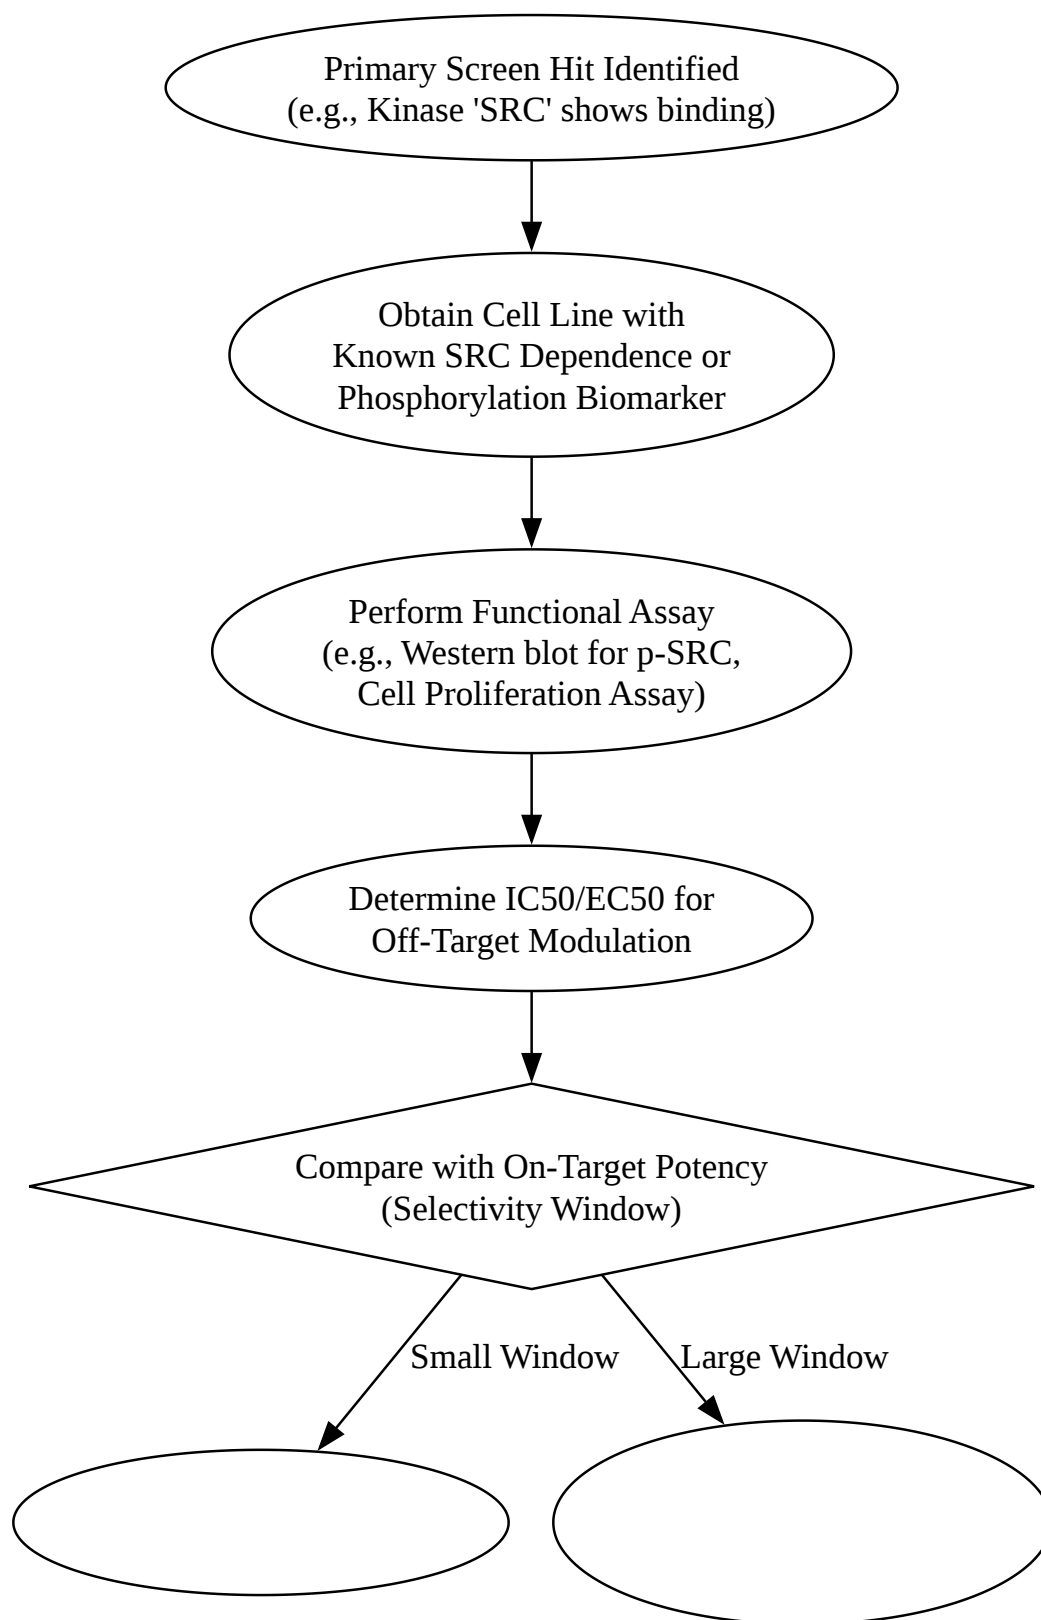 Primary Screen Hit Identified
(e.g., Kinase 'SRC' shows binding)
Obtain Cell Line with
Known SRC Dependence or
Phosphorylation Biomarker
Perform Functional Assay
(e.g., Western blot for p-SRC,
Cell Proliferation Assay)
Determine IC50/EC50 for
Off-Target Modulation
Compare with On-Target Potency
(Selectivity Window)
Small Window
Large Window